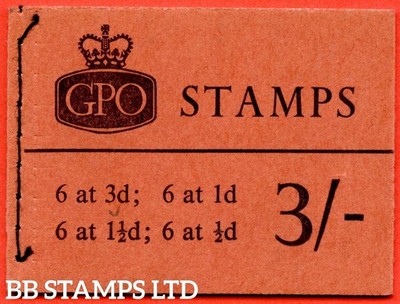 GPO STAMPS
6 at 3d; 6 at 1d
6 at 1½d; 6 at ½d
3/-
BB STAMPS LTD